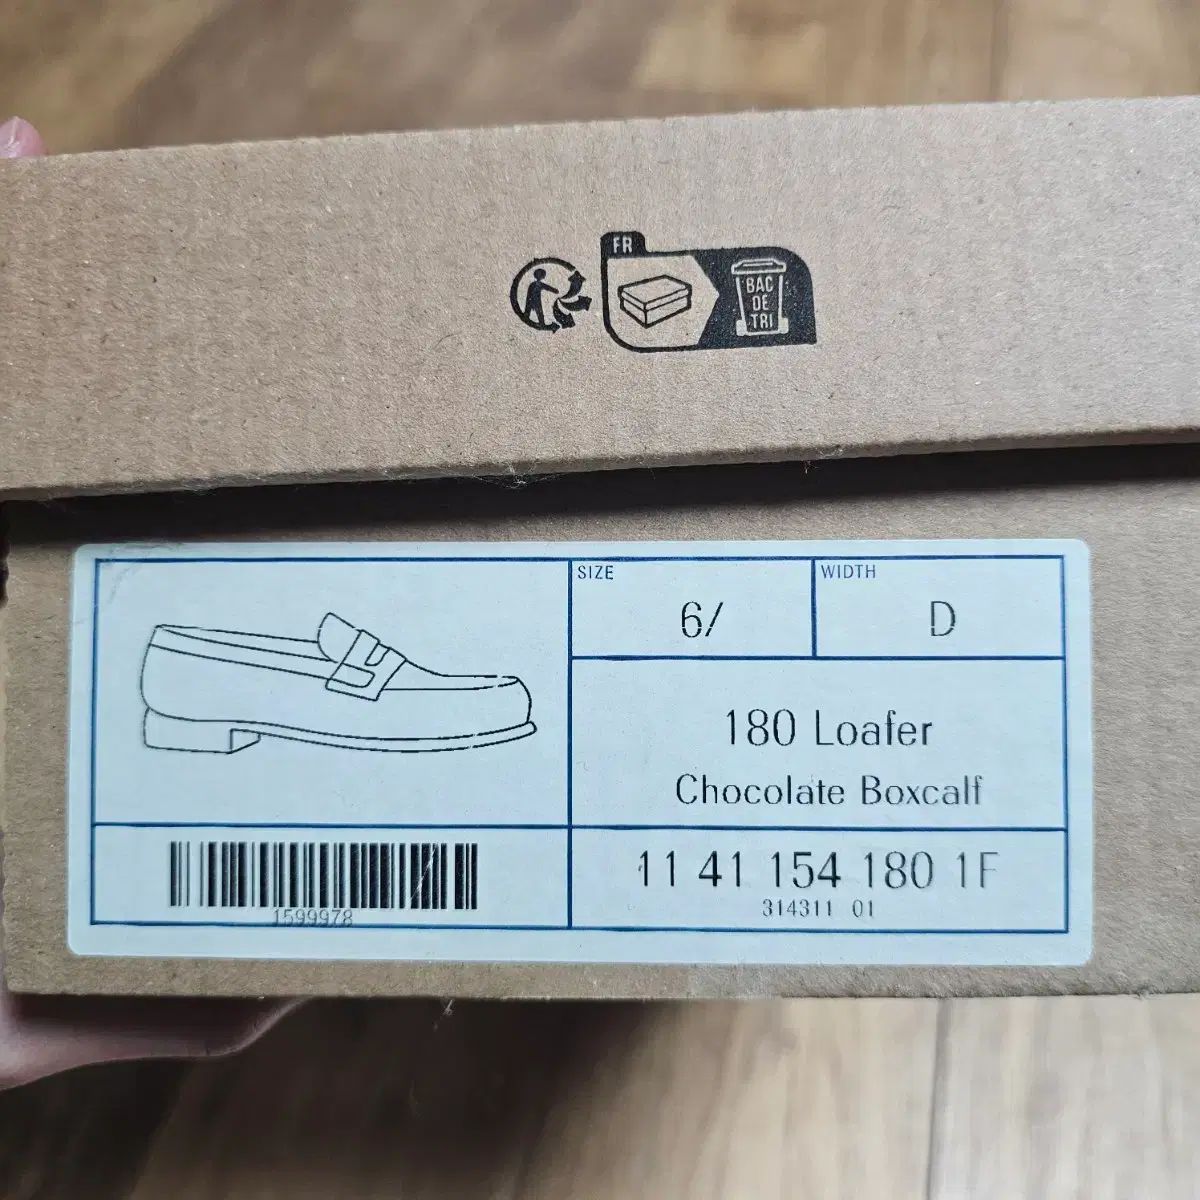 FR
BAC
DE
TRI
SIZE
6/
WIDTH
D
180 Loafer
Chocolate Boxcalf
1599978
11 41 154 180 1F
314311 01